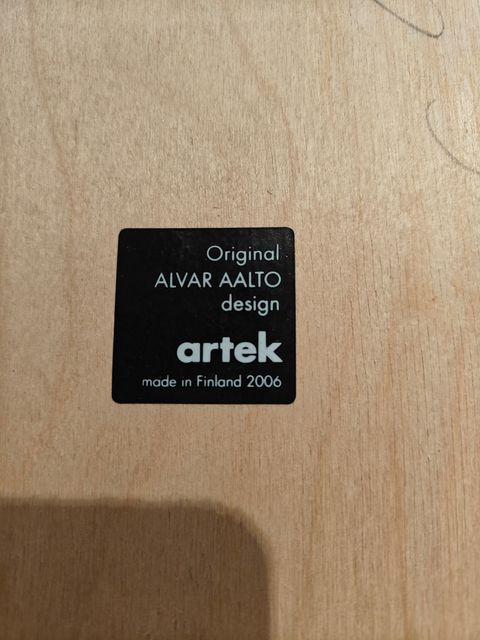 Original
ALVAR AALTO
design
artek
made in Finland 2006